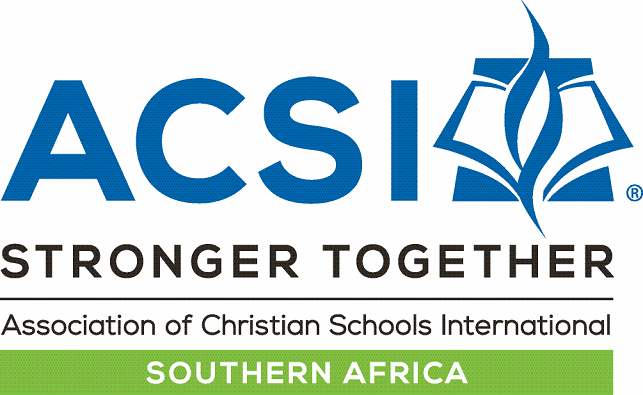 ACSI®
STRONGER TOGETHER
Association of Christian Schools International
SOUTHERN AFRICA